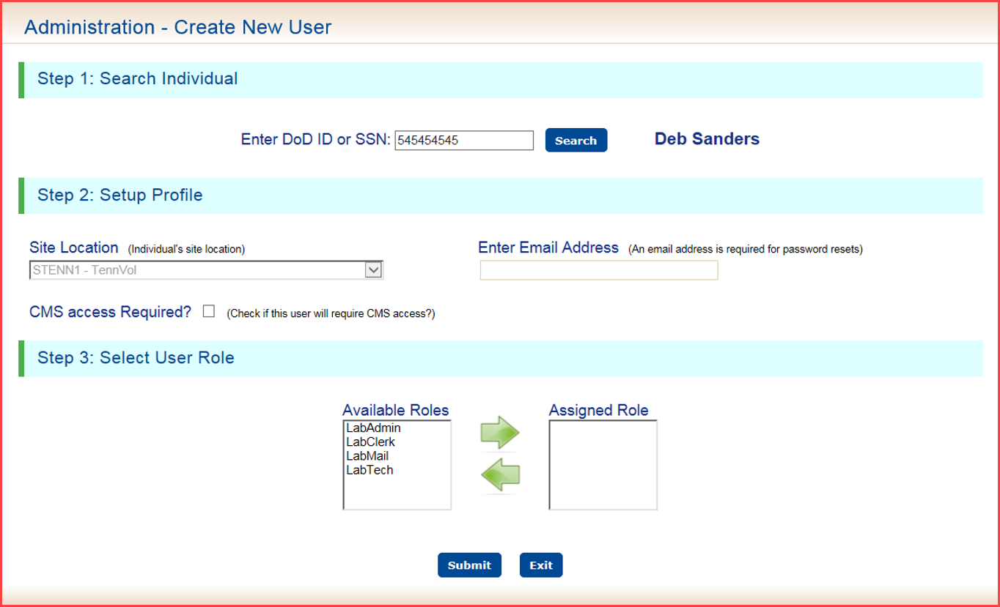 Administration - Create New User
Step 1: Search Individual
Enter DoD ID or SSN: 545454545 Search Deb Sanders
Step 2: Setup Profile
Site Location (Individual's site location) Enter Email Address (An email address is required for password resets)
STENN1 - TennVol
CMS access Required? (Check if this user will require CMS access?)
Step 3: Select User Role
Available Roles Assigned Role
LabAdmin
LabClerk
LabMail
LabTech
Submit Exit